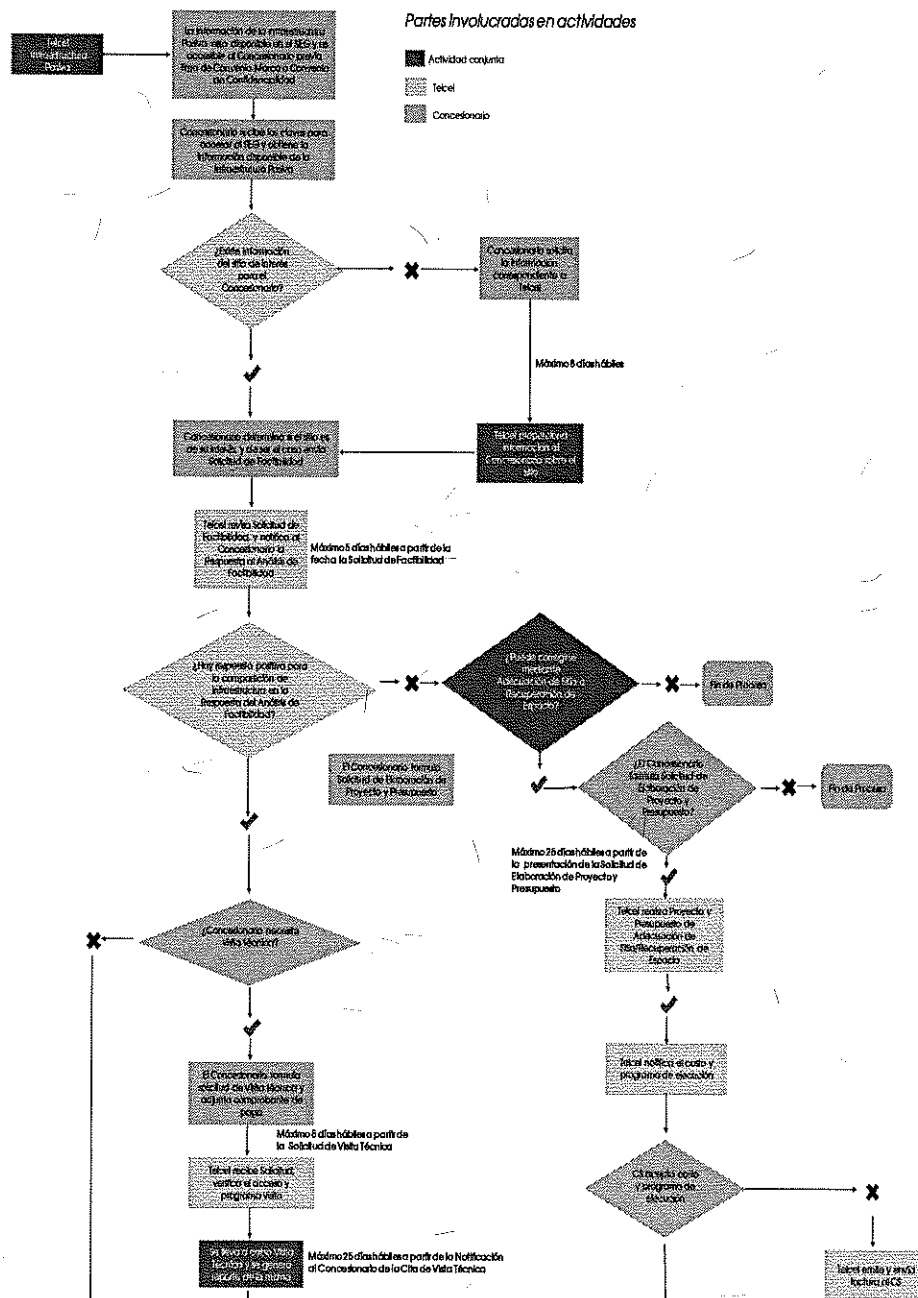 Partes Involucradas en actividades
Actividad conjunta
Telcel
Concesionario
Telcel
Infraestructura
Pasiva
La información de la Infraestructura
Pasiva está disponible en el SEG y es
accesible al Concesionario previa
firma de Convenio Marco o Convenio
de Confidencialidad
Concesionario recibe las claves para
accesar al SEG y obtiene la
información disponible de la
Infraestructura Pasiva
¿Existe información
del sitio de interés
para el
Concesionario?
Concesionario solicita
la información
correspondiente a
Telcel
Máximo 8 días hábiles
Concesionario determina si el sitio es
de su interés, y de ser el caso envía
Solicitud de Factibilidad
Telcel proporciona
información al
Concesionario sobre el
sitio
Telcel revisa Solicitud de
Factibilidad, y notifica al
Concesionario la
Respuesta al Análisis de
Factibilidad
Máximo 5 días hábiles a partir de la
fecha la Solicitud de Factibilidad
¿Hay respuesta positiva para
la compartición de
infraestructura en la
Respuesta del Análisis de
Factibilidad?
¿Puede corregirse
mediante
Adecuación de Sitio o
Recuperación de
Espacio?
Fin de Proceso
El Concesionario formula
Solicitud de Elaboración de
Proyecto y Presupuesto
¿El Concesionario
formula Solicitud de
Elaboración de
Proyecto y
Presupuesto?
Fin de Proceso
Máximo 25 días hábiles a partir de
la presentación de la Solicitud de
Elaboración de Proyecto y
Presupuesto
¿Concesionario necesita
Visita Técnica?
Telcel realiza Proyecto y
Presupuesto de
Adecuación de
Sitio/Recuperación de
Espacio
El Concesionario formula
solicitud de Visita Técnica y
adjunta comprobante de
pago
Telcel notifica el costo y
programa de ejecución
Máximo 5 días hábiles a partir de
la Solicitud de Visita Técnica
Telcel recibe Solicitud,
verifica el acceso y
programa visita
CS acepta costo
y programa de
ejecución
Se lleva a cabo Visita
Técnica y se genera
reporte de la misma
Máximo 25 días hábiles a partir de la Notificación
al Concesionario de la Cita de Visita Técnica
Telcel emite y envía
factura al CS